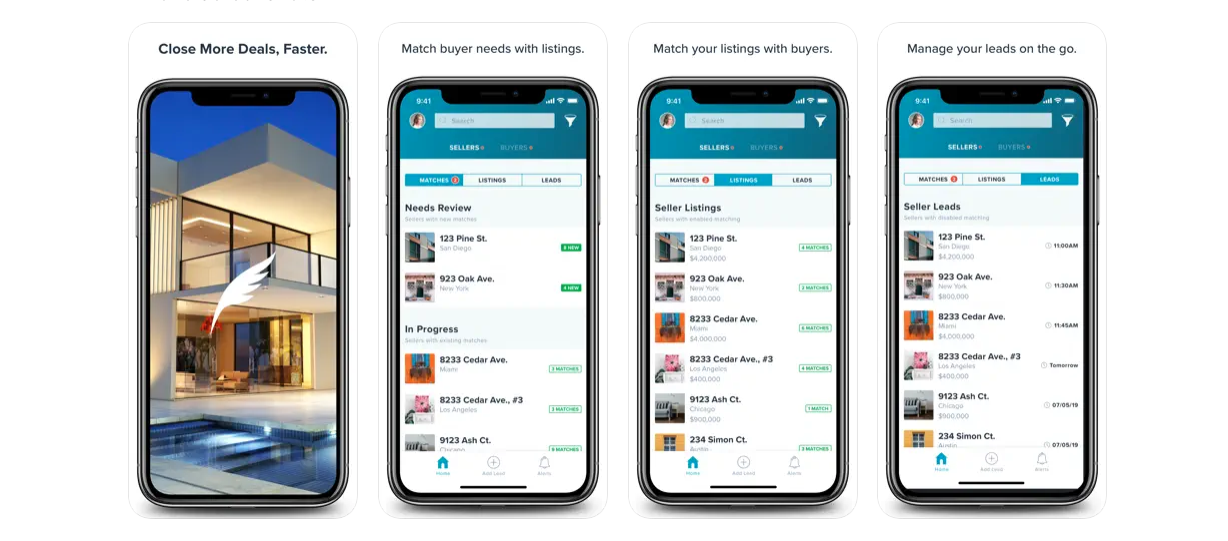 Close More Deals, Faster.
Match buyer needs with listings.
9:41
Search
SELLERS BUYERS
MATCHES LISTINGS LEADS
Needs Review
Sellers with new matches
123 Pine St.
San Diego
8 NEW
923 Oak Ave.
New York
4 NEW
In Progress
Sellers with existing matches
8233 Cedar Ave.
Miami
3 MATCHES
8233 Cedar Ave., #3
Los Angeles
3 MATCHES
9123 Ash Ct.
Chicago
9 MATCHES
Home Add Lead Alerts
Match your listings with buyers.
9:41
Search
SELLERS BUYERS
MATCHES LISTINGS LEADS
Seller Listings
Sellers with enabled matching
123 Pine St.
San Diego
$4,200,000
4 MATCHES
923 Oak Ave.
New York
$800,000
2 MATCHES
8233 Cedar Ave.
Miami
$4,000,000
6 MATCHES
8233 Cedar Ave., #3
Los Angeles
$400,000
4 MATCHES
9123 Ash Ct.
Chicago
$900,000
1 MATCH
234 Simon Ct.
Austin
3 MATCHES
Home Add Lead Alerts
Manage your leads on the go.
9:41
Search
SELLERS BUYERS
MATCHES LISTINGS LEADS
Seller Leads
Sellers with disabled matching
123 Pine St.
San Diego
$4,200,000
11:00AM
923 Oak Ave.
New York
$800,000
11:30AM
8233 Cedar Ave.
Miami
$4,000,000
11:45AM
8233 Cedar Ave., #3
Los Angeles
$400,000
Tomorrow
9123 Ash Ct.
Chicago
$900,000
07/05/19
234 Simon Ct.
Austin
07/05/19
Home Add Lead Alerts